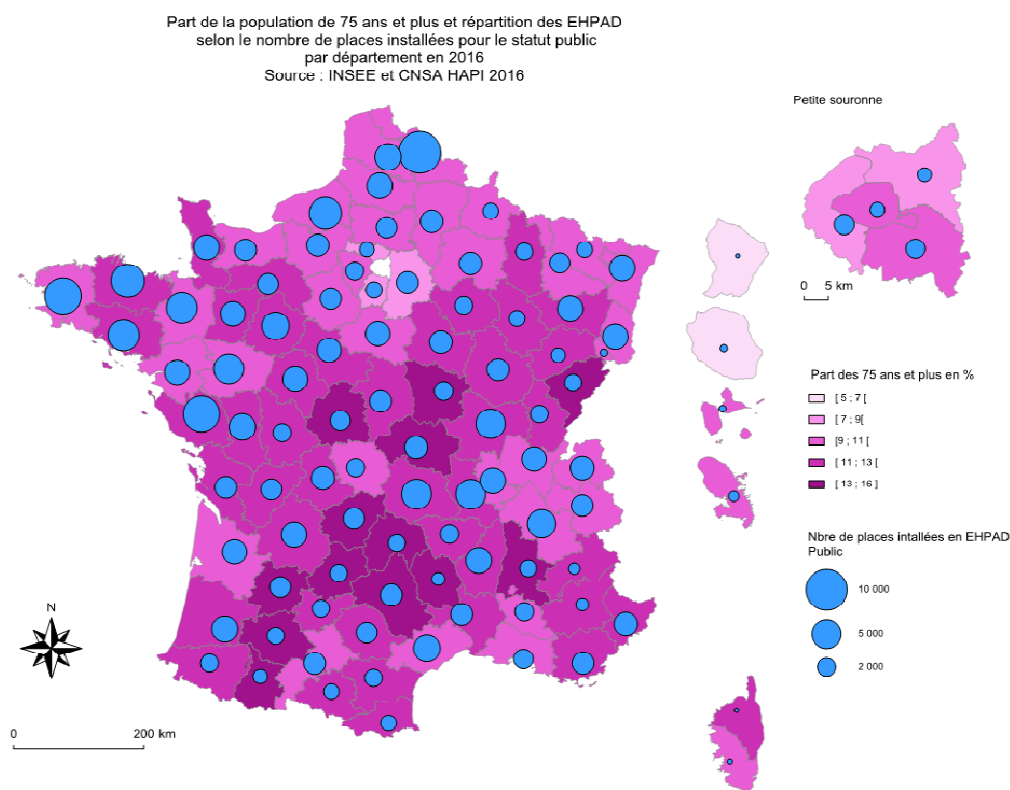 Part de la population de 75 ans et plus et répartition des EHPAD
selon le nombre de places installées pour le statut public
par département en 2016
Source : INSEE et CNSA HAPI 2016
Petite souronne
0 5 km
Part des 75 ans et plus en %
[ 5 ; 7 [
[ 7 ; 9[
[ 9 ; 11 [
[ 11 ; 13 [
[ 13 ; 16 ]
Nbre de places intallées en EHPAD
Public
10 000
5 000
2 000
N
0 200 km